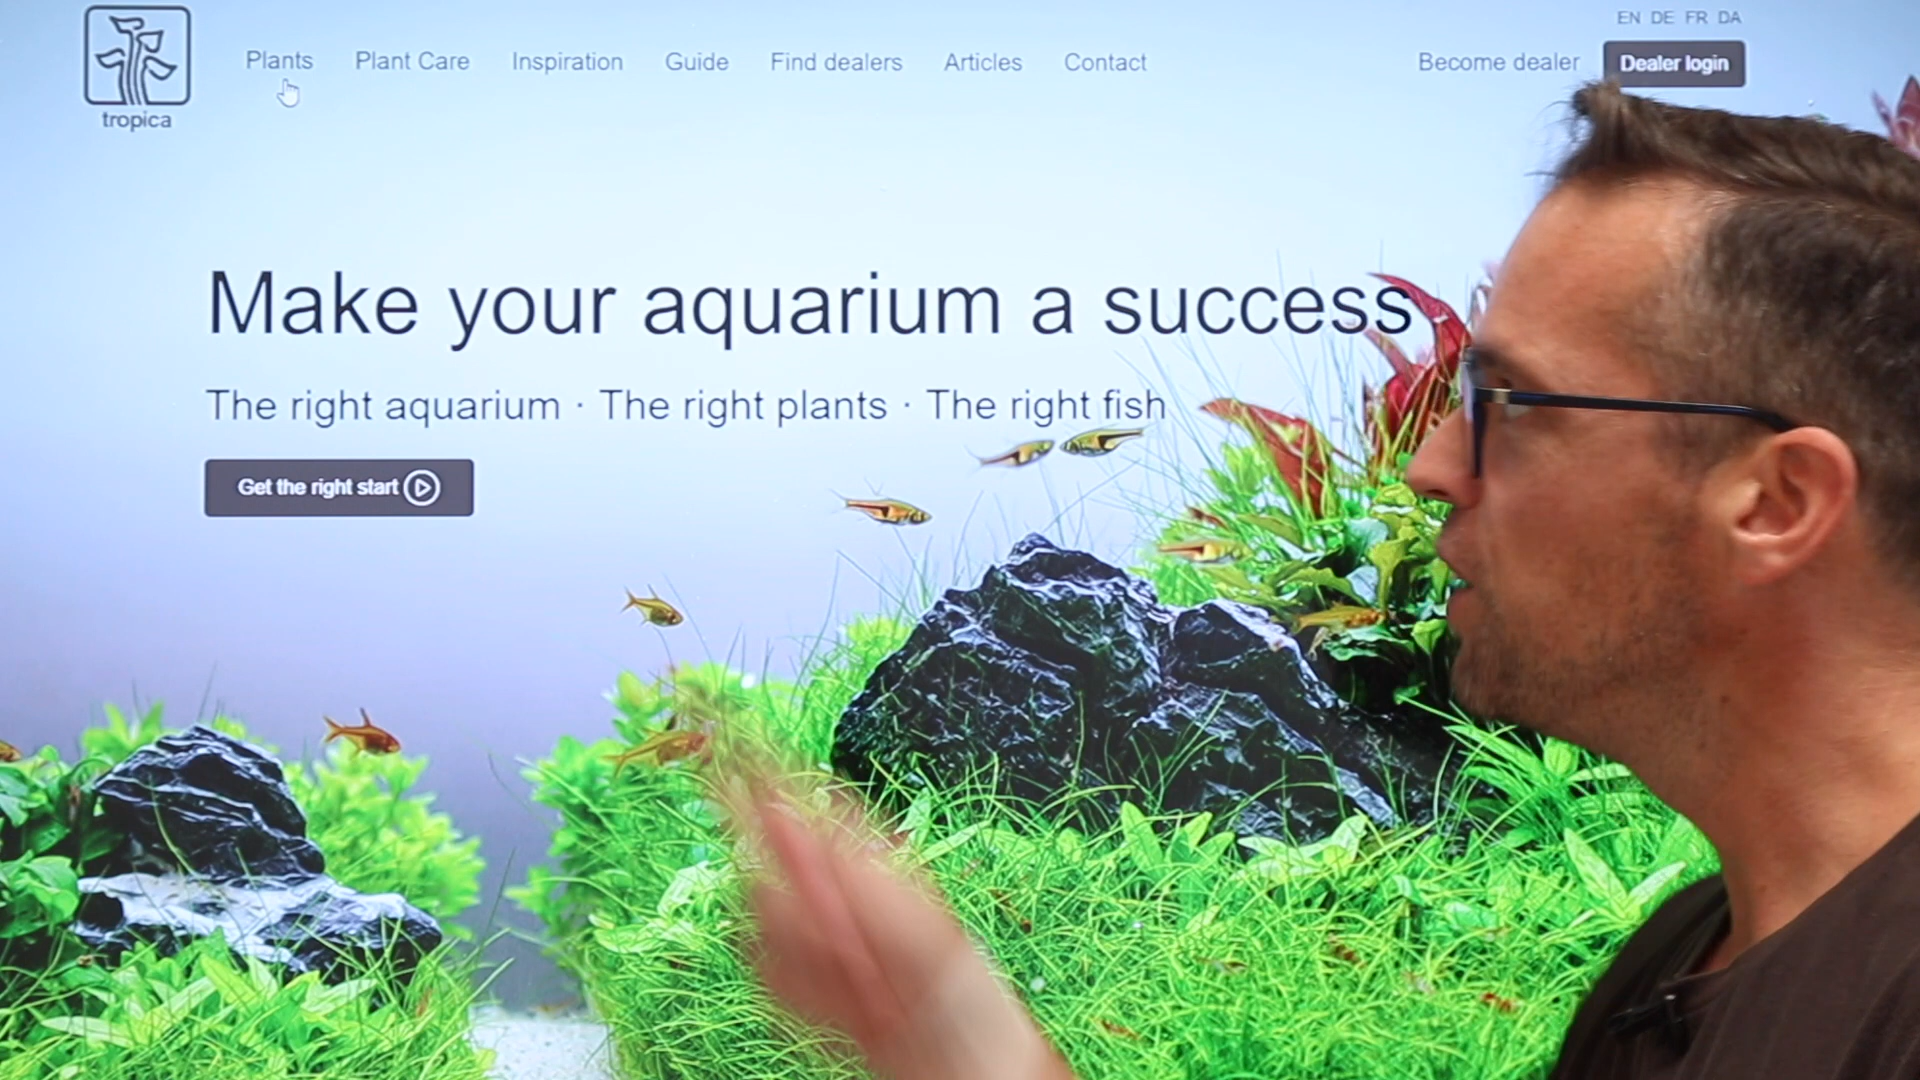 EN DE FR DA
Plants Plant Care Inspiration Guide Find dealers Articles Contact Become dealer Dealer login
tropica
Make your aquarium a success
The right aquarium · The right plants · The right fish
Get the right start